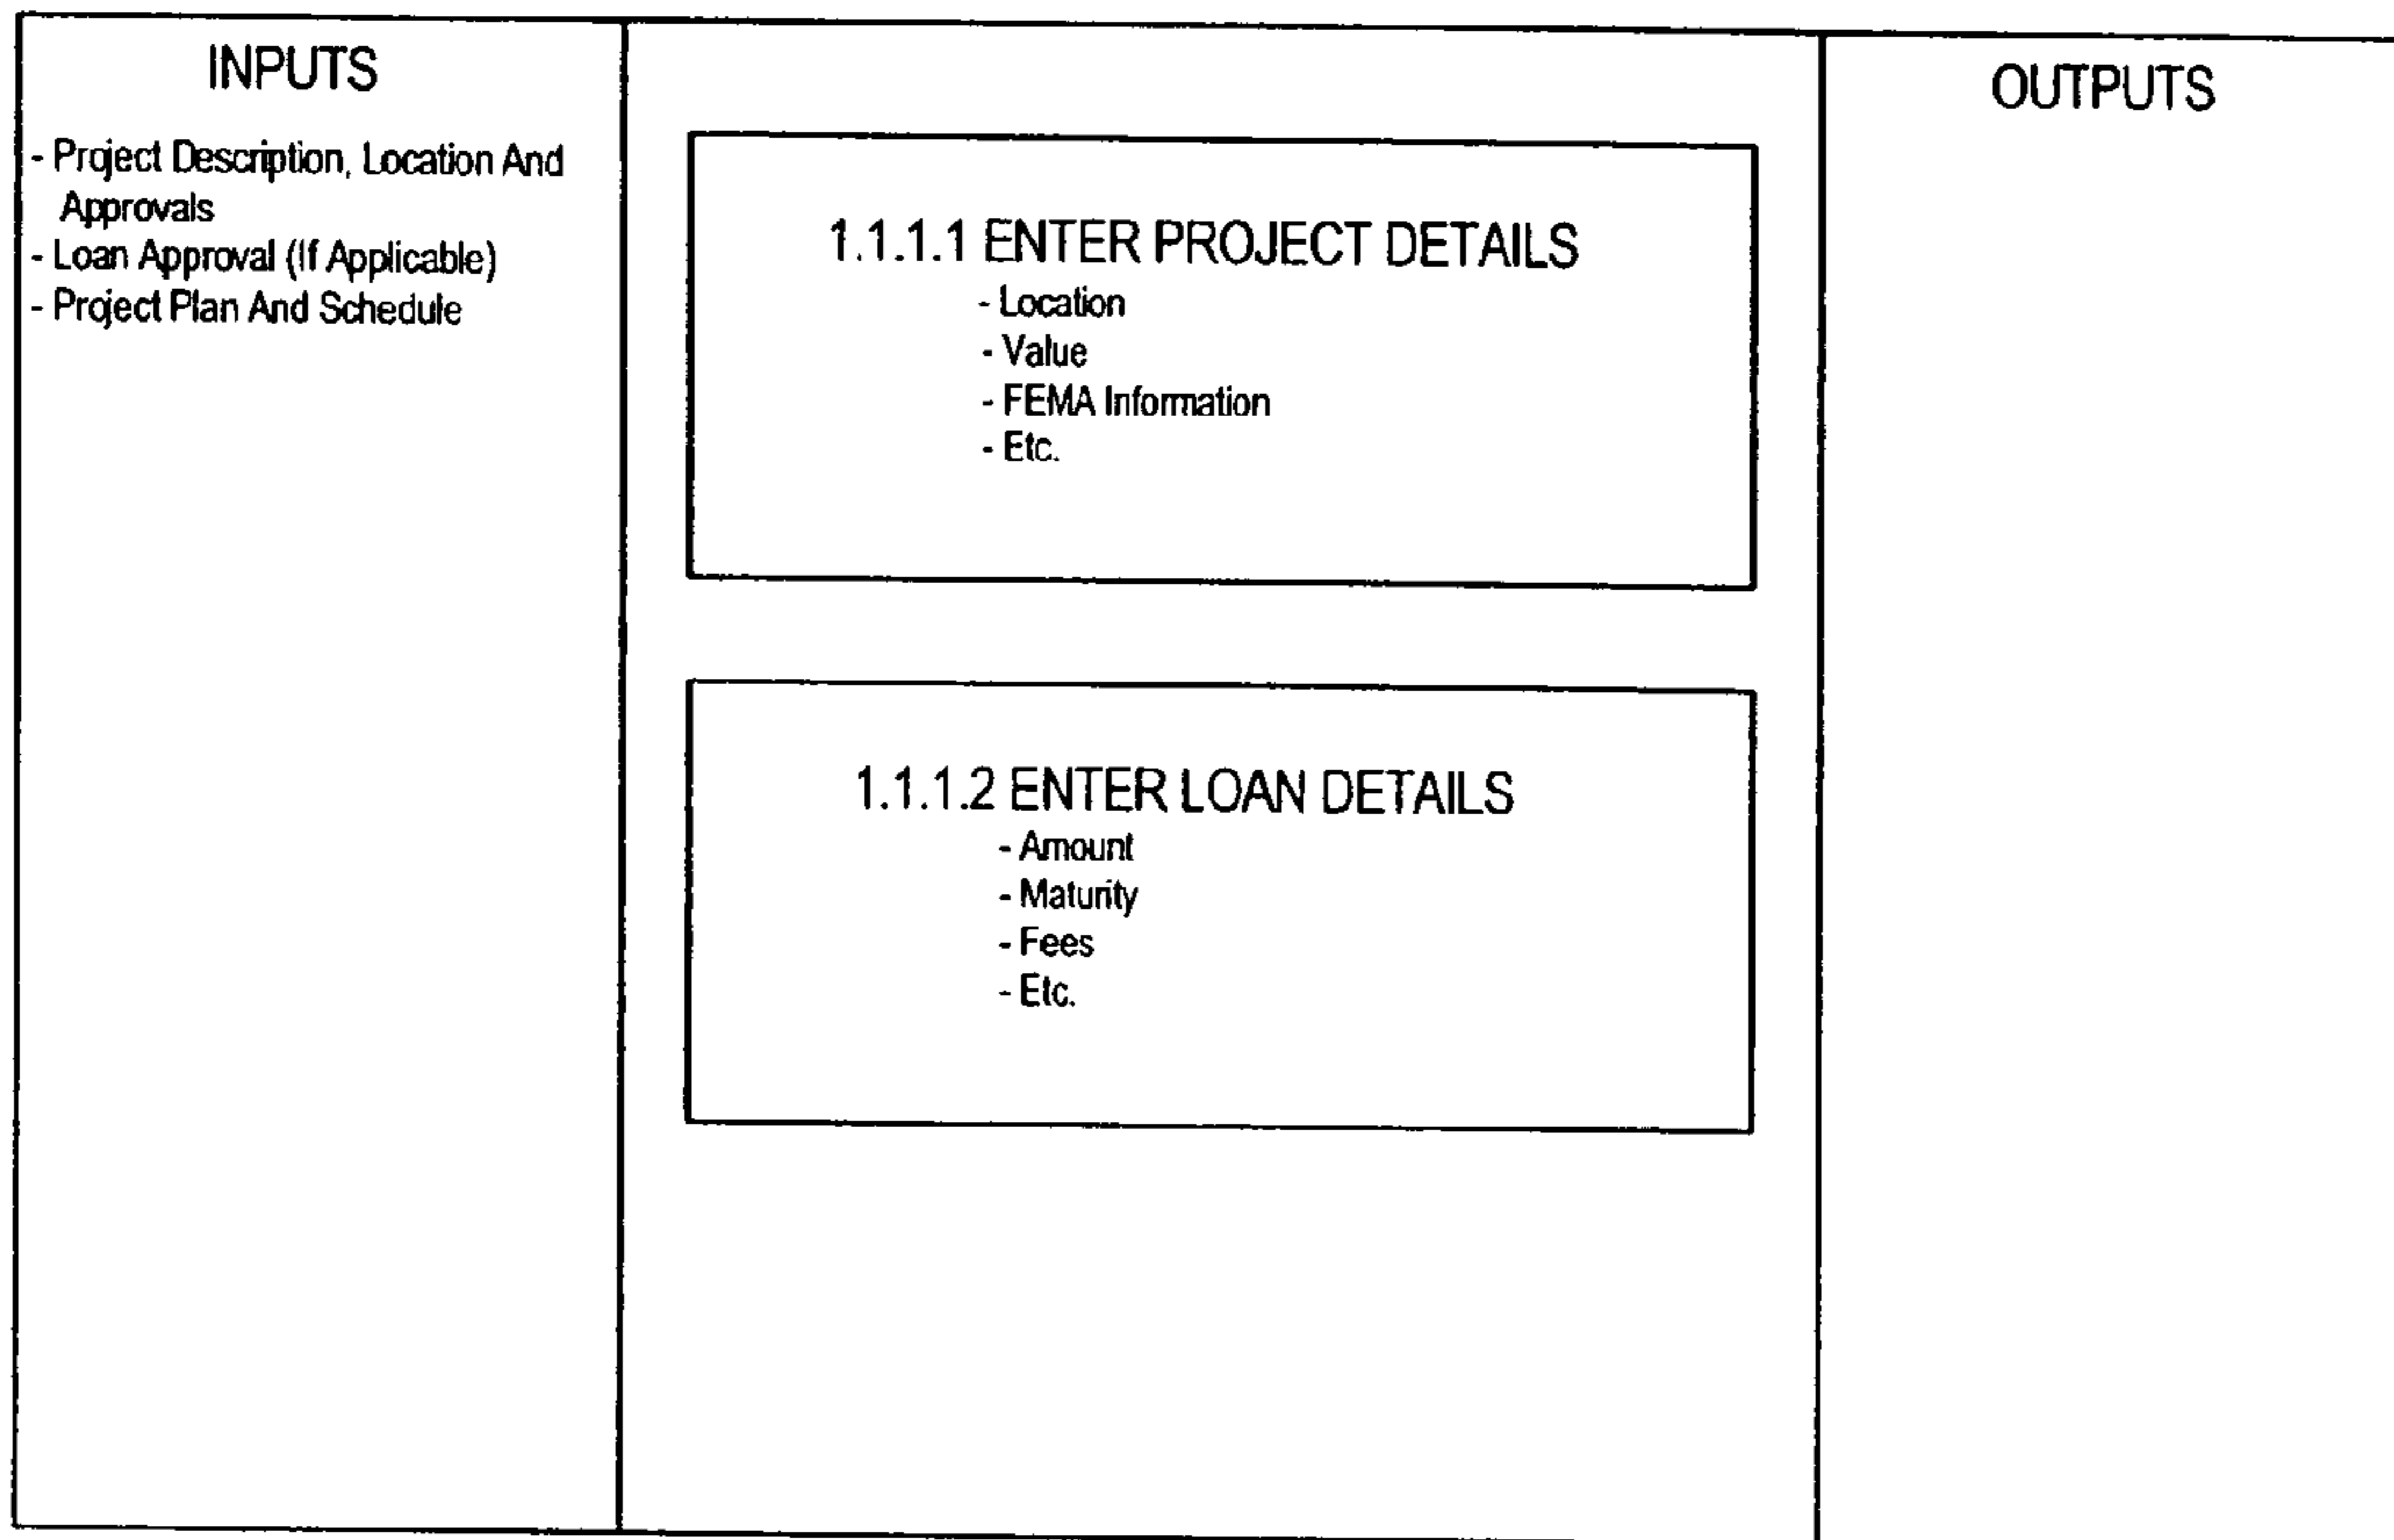 INPUTS
- Project Description, Location And
Approvals
- Loan Approval (If Applicable)
- Project Plan And Schedule
1.1.1.1 ENTER PROJECT DETAILS
- Location
- Value
- FEMA Information
- Etc.
1.1.1.2 ENTER LOAN DETAILS
- Amount
- Maturity
- Fees
- Etc.
OUTPUTS